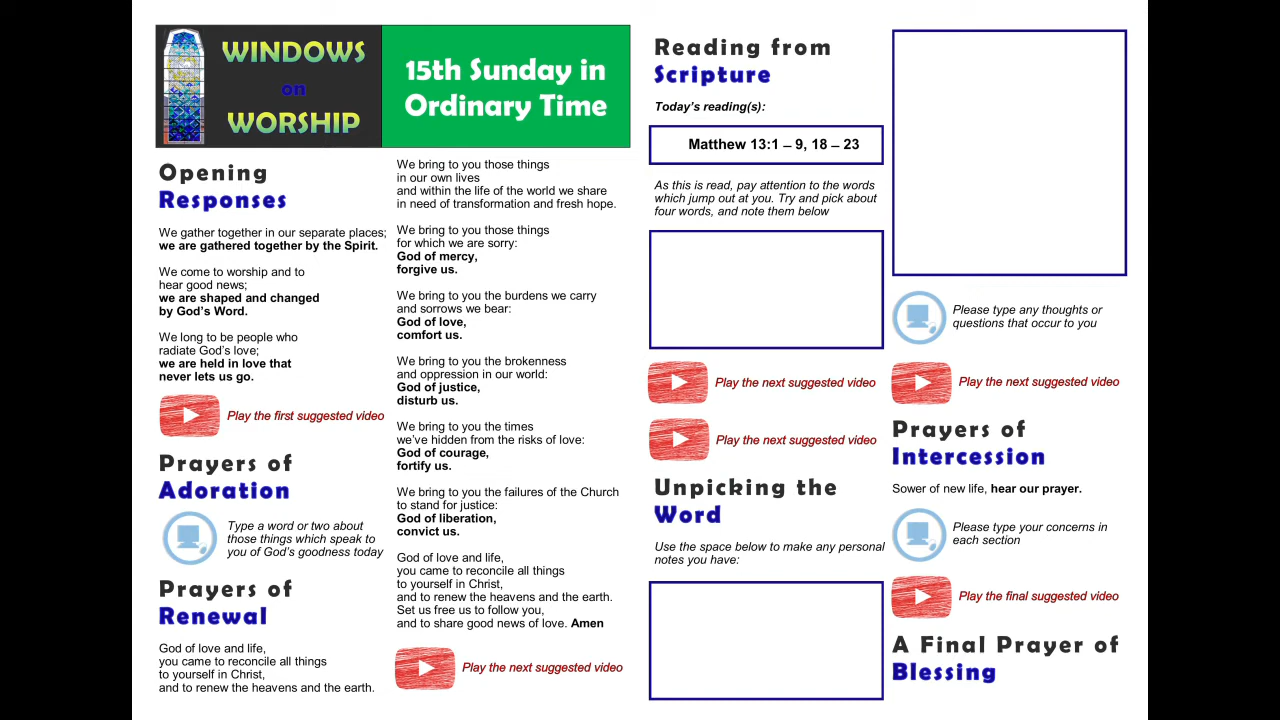 WINDOWS
on
WORSHIP
15th Sunday in
Ordinary Time
Opening
Responses
We gather together in our separate places;
we are gathered together by the Spirit.
We come to worship and to
hear good news;
we are shaped and changed
by God's Word.
We long to be people who
radiate God's love;
we are held in love that
never lets us go.
Play the first suggested video
Prayers of
Adoration
Type a word or two about
those things which speak to
you of God's goodness today
Prayers of
Renewal
God of love and life,
you came to reconcile all things
to yourself in Christ,
and to renew the heavens and the earth.
We bring to you those things
in our own lives
and within the life of the world we share
in need of transformation and fresh hope.
We bring to you those things
for which we are sorry:
God of mercy,
forgive us.
We bring to you the burdens we carry
and sorrows we bear:
God of love,
comfort us.
We bring to you the brokenness
and oppression in our world:
God of justice,
disturb us.
We bring to you the times
we've hidden from the risks of love:
God of courage,
fortify us.
We bring to you the failures of the Church
to stand for justice:
God of liberation,
convict us.
God of love and life,
you came to reconcile all things
to yourself in Christ,
and to renew the heavens and the earth.
Set us free us to follow you,
and to share good news of love. Amen
Play the next suggested video
Reading from
Scripture
Today's reading(s):
Matthew 13:1 – 9, 18 – 23
As this is read, pay attention to the words
which jump out at you. Try and pick about
four words, and note them below
Play the next suggested video
Play the next suggested video
Unpicking the
Word
Use the space below to make any personal
notes you have:
Please type any thoughts or
questions that occur to you
Play the next suggested video
Prayers of
Intercession
Sower of new life, hear our prayer.
Please type your concerns in
each section
Play the final suggested video
A Final Prayer of
Blessing